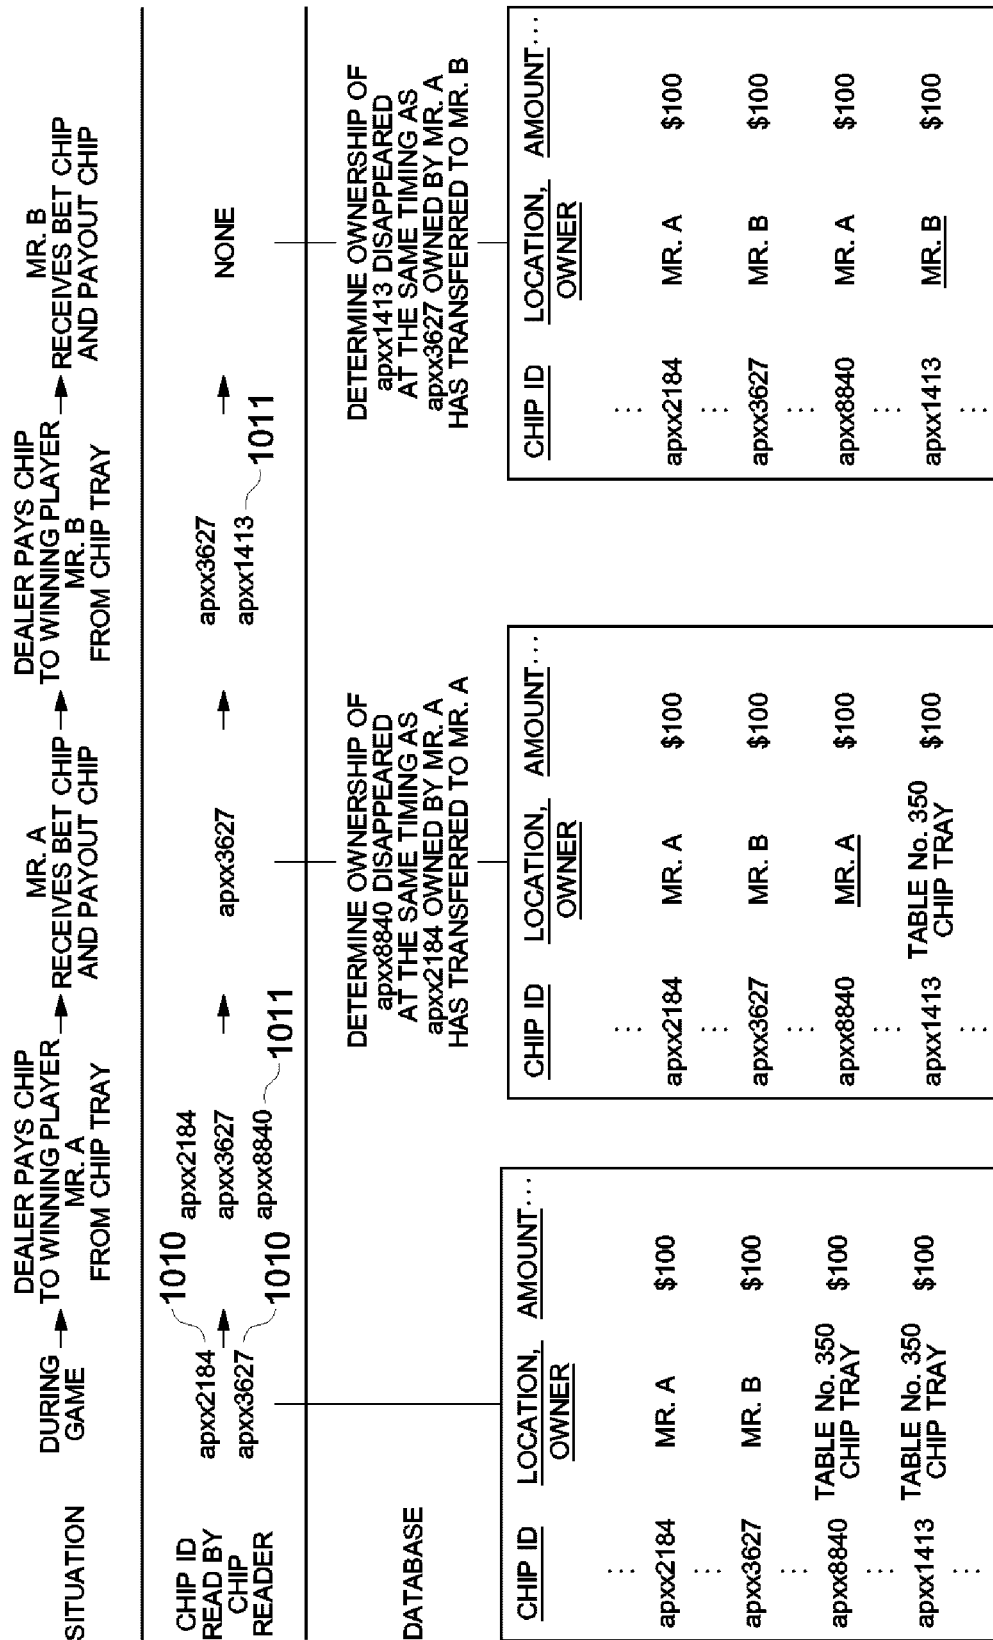 SITUATION
DURING
GAME
DEALER PAYS CHIP
TO WINNING PLAYER
MR. A
FROM CHIP TRAY
MR. A
RECEIVES BET CHIP
AND PAYOUT CHIP
DEALER PAYS CHIP
TO WINNING PLAYER
MR. B
FROM CHIP TRAY
MR. B
RECEIVES BET CHIP
AND PAYOUT CHIP
CHIP ID
READ BY
CHIP
READER
1010
apxx2184
apxx3627
1010
apxx2184
apxx3627
apxx8840
1011
apxx3627
apxx3627
apxx1413
1011
NONE
DATABASE
DETERMINE OWNERSHIP OF
apxx8840 DISAPPEARED
AT THE SAME TIMING AS
apxx2184 OWNED BY MR. A
HAS TRANSFERRED TO MR. A
DETERMINE OWNERSHIP OF
apxx1413 DISAPPEARED
AT THE SAME TIMING AS
apxx3627 OWNED BY MR. A
HAS TRANSFERRED TO MR. B
CHIP ID LOCATION, AMOUNT...
OWNER
...
apxx2184 MR. A $100
...
apxx3627 MR. B $100
...
apxx8840 TABLE No. 350 $100
CHIP TRAY
...
apxx1413 TABLE No. 350 $100
CHIP TRAY
...
CHIP ID LOCATION, AMOUNT...
OWNER
...
apxx2184 MR. A $100
...
apxx3627 MR. B $100
...
apxx8840 MR. A $100
...
apxx1413 TABLE No. 350 $100
CHIP TRAY
...
CHIP ID LOCATION, AMOUNT...
OWNER
...
apxx2184 MR. A $100
...
apxx3627 MR. B $100
...
apxx8840 MR. A $100
...
apxx1413 MR. B $100
...